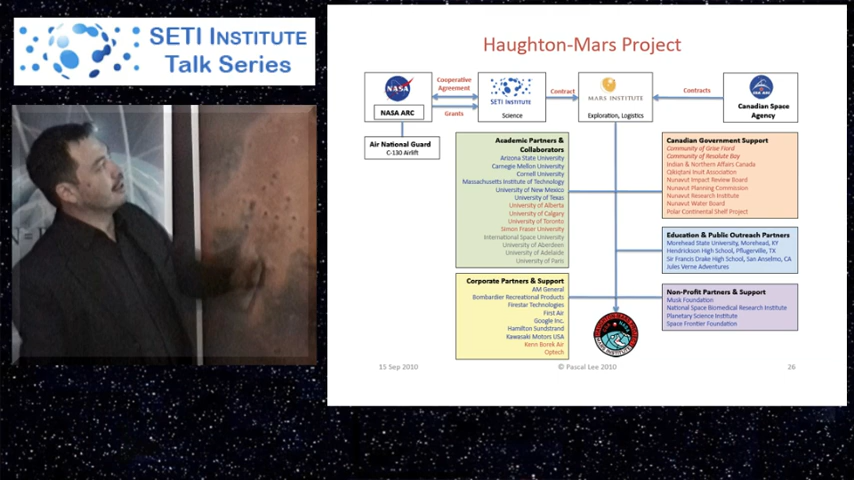 SETI INSTITUTE
Talk Series
Haughton-Mars Project
NASA
NASA ARC
Cooperative
Agreement
Grants
SETI INSTITUTE
Science
Contract
MARS INSTITUTE
Exploration, Logistics
Contracts
Canadian Space
Agency
Air National Guard
C-130 Airlift
Academic Partners &
Collaborators
Arizona State University
Carnegie Mellon University
Cornell University
Massachusetts Institute of Technology
University of New Mexico
University of Texas
University of Alberta
University of Calgary
University of Toronto
Simon Fraser University
International Space University
University of Aberdeen
University of Adelaide
University of Paris
Canadian Government Support
Community of Grise Fiord
Community of Resolute Bay
Indian & Northern Affairs Canada
Qikiqtani Inuit Association
Nunavut Impact Review Board
Nunavut Planning Commission
Nunavut Research Institute
Nunavut Water Board
Polar Continental Shelf Project
Education & Public Outreach Partners
Morehead State University, Morehead, KY
Hendrickson High School, Pflugerville, TX
Sir Francis Drake High School, San Anselmo, CA
Jules Verne Adventures
Corporate Partners & Support
AM General
Bombardier Recreational Products
Firestar Technologies
First Air
Google Inc.
Hamilton Sundstrand
Kawasaki Motors USA
Kenn Borek Air
Optech
Non-Profit Partners & Support
Musk Foundation
National Space Biomedical Research Institute
Planetary Science Institute
Space Frontier Foundation
15 Sep 2010
© Pascal Lee 2010
26